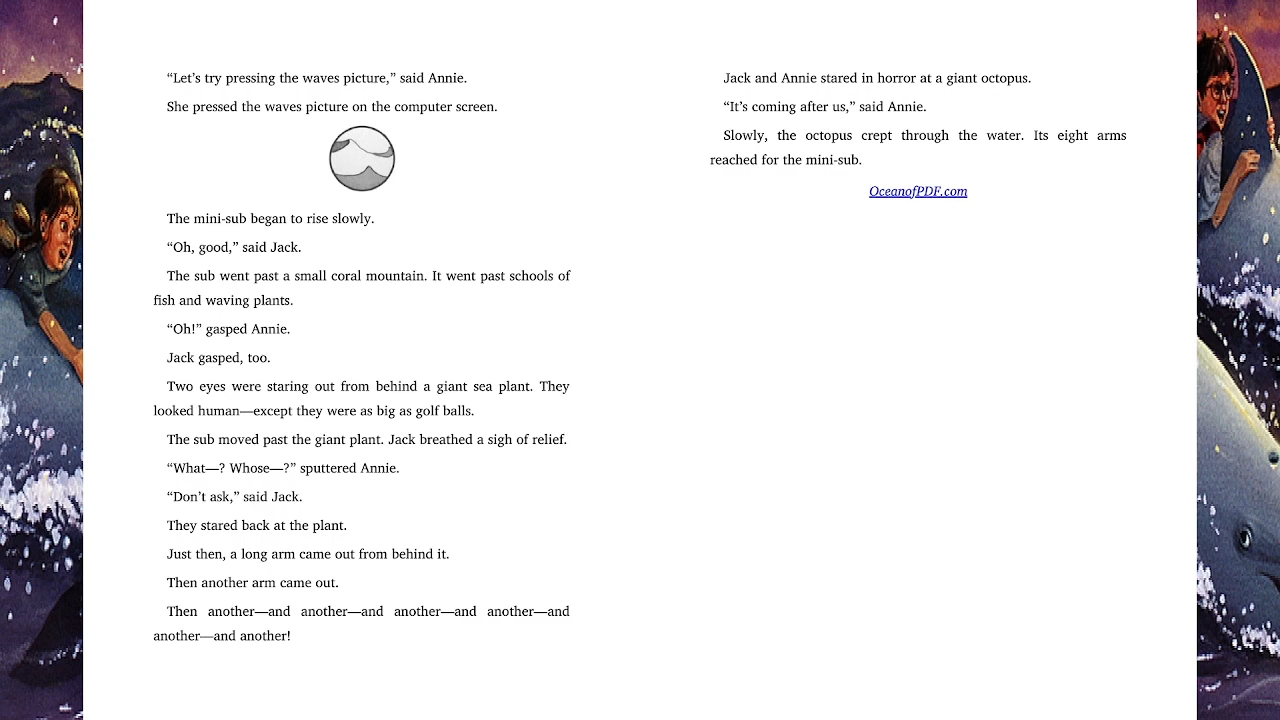 “Let’s try pressing the waves picture,” said Annie.
She pressed the waves picture on the computer screen.
The mini-sub began to rise slowly.
“Oh, good,” said Jack.
The sub went past a small coral mountain. It went past schools of
fish and waving plants.
“Oh!” gasped Annie.
Jack gasped, too.
Two eyes were staring out from behind a giant sea plant. They
looked human—except they were as big as golf balls.
The sub moved past the giant plant. Jack breathed a sigh of relief.
“What—? Whose—?” sputtered Annie.
“Don’t ask,” said Jack.
They stared back at the plant.
Just then, a long arm came out from behind it.
Then another arm came out.
Then another—and another—and another—and another—and
another—and another!
Jack and Annie stared in horror at a giant octopus.
“It’s coming after us,” said Annie.
Slowly, the octopus crept through the water. Its eight arms
reached for the mini-sub.
OceanofPDF.com